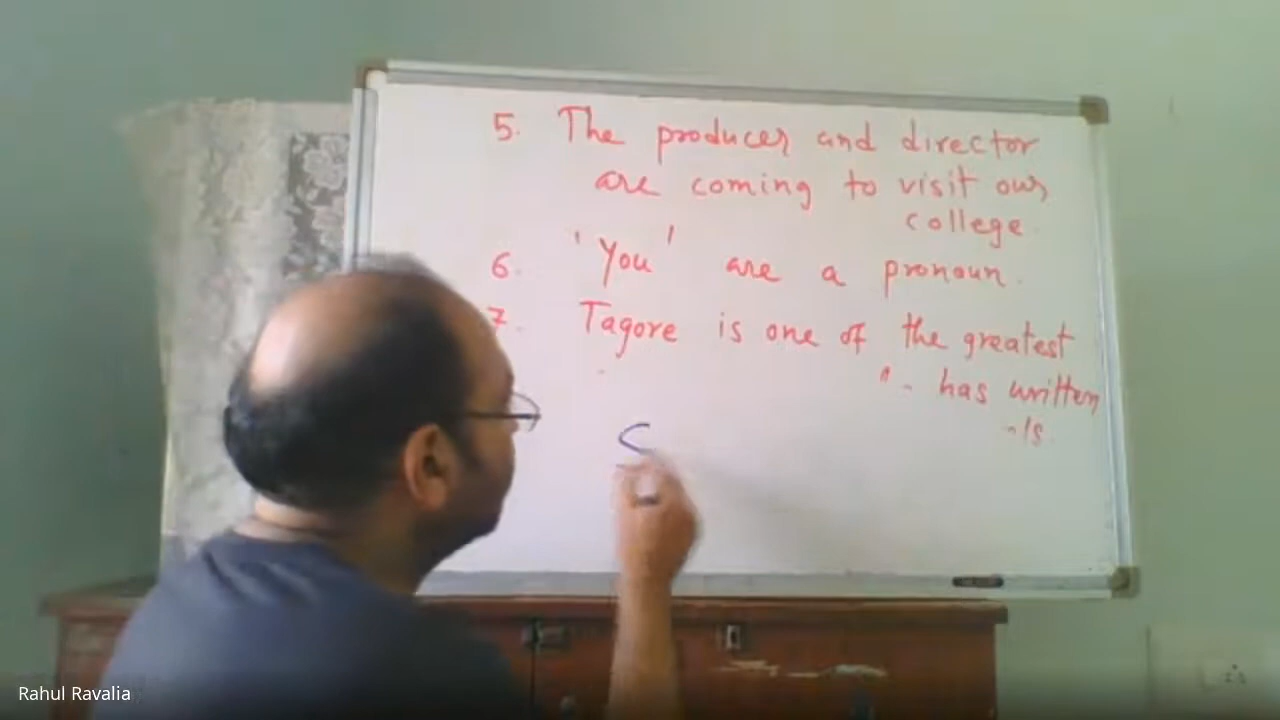 5. The producer and director
are coming to visit our
college.
6. 'You' are a pronoun.
7. Tagore is one of the greatest
has written
Rahul Ravalia